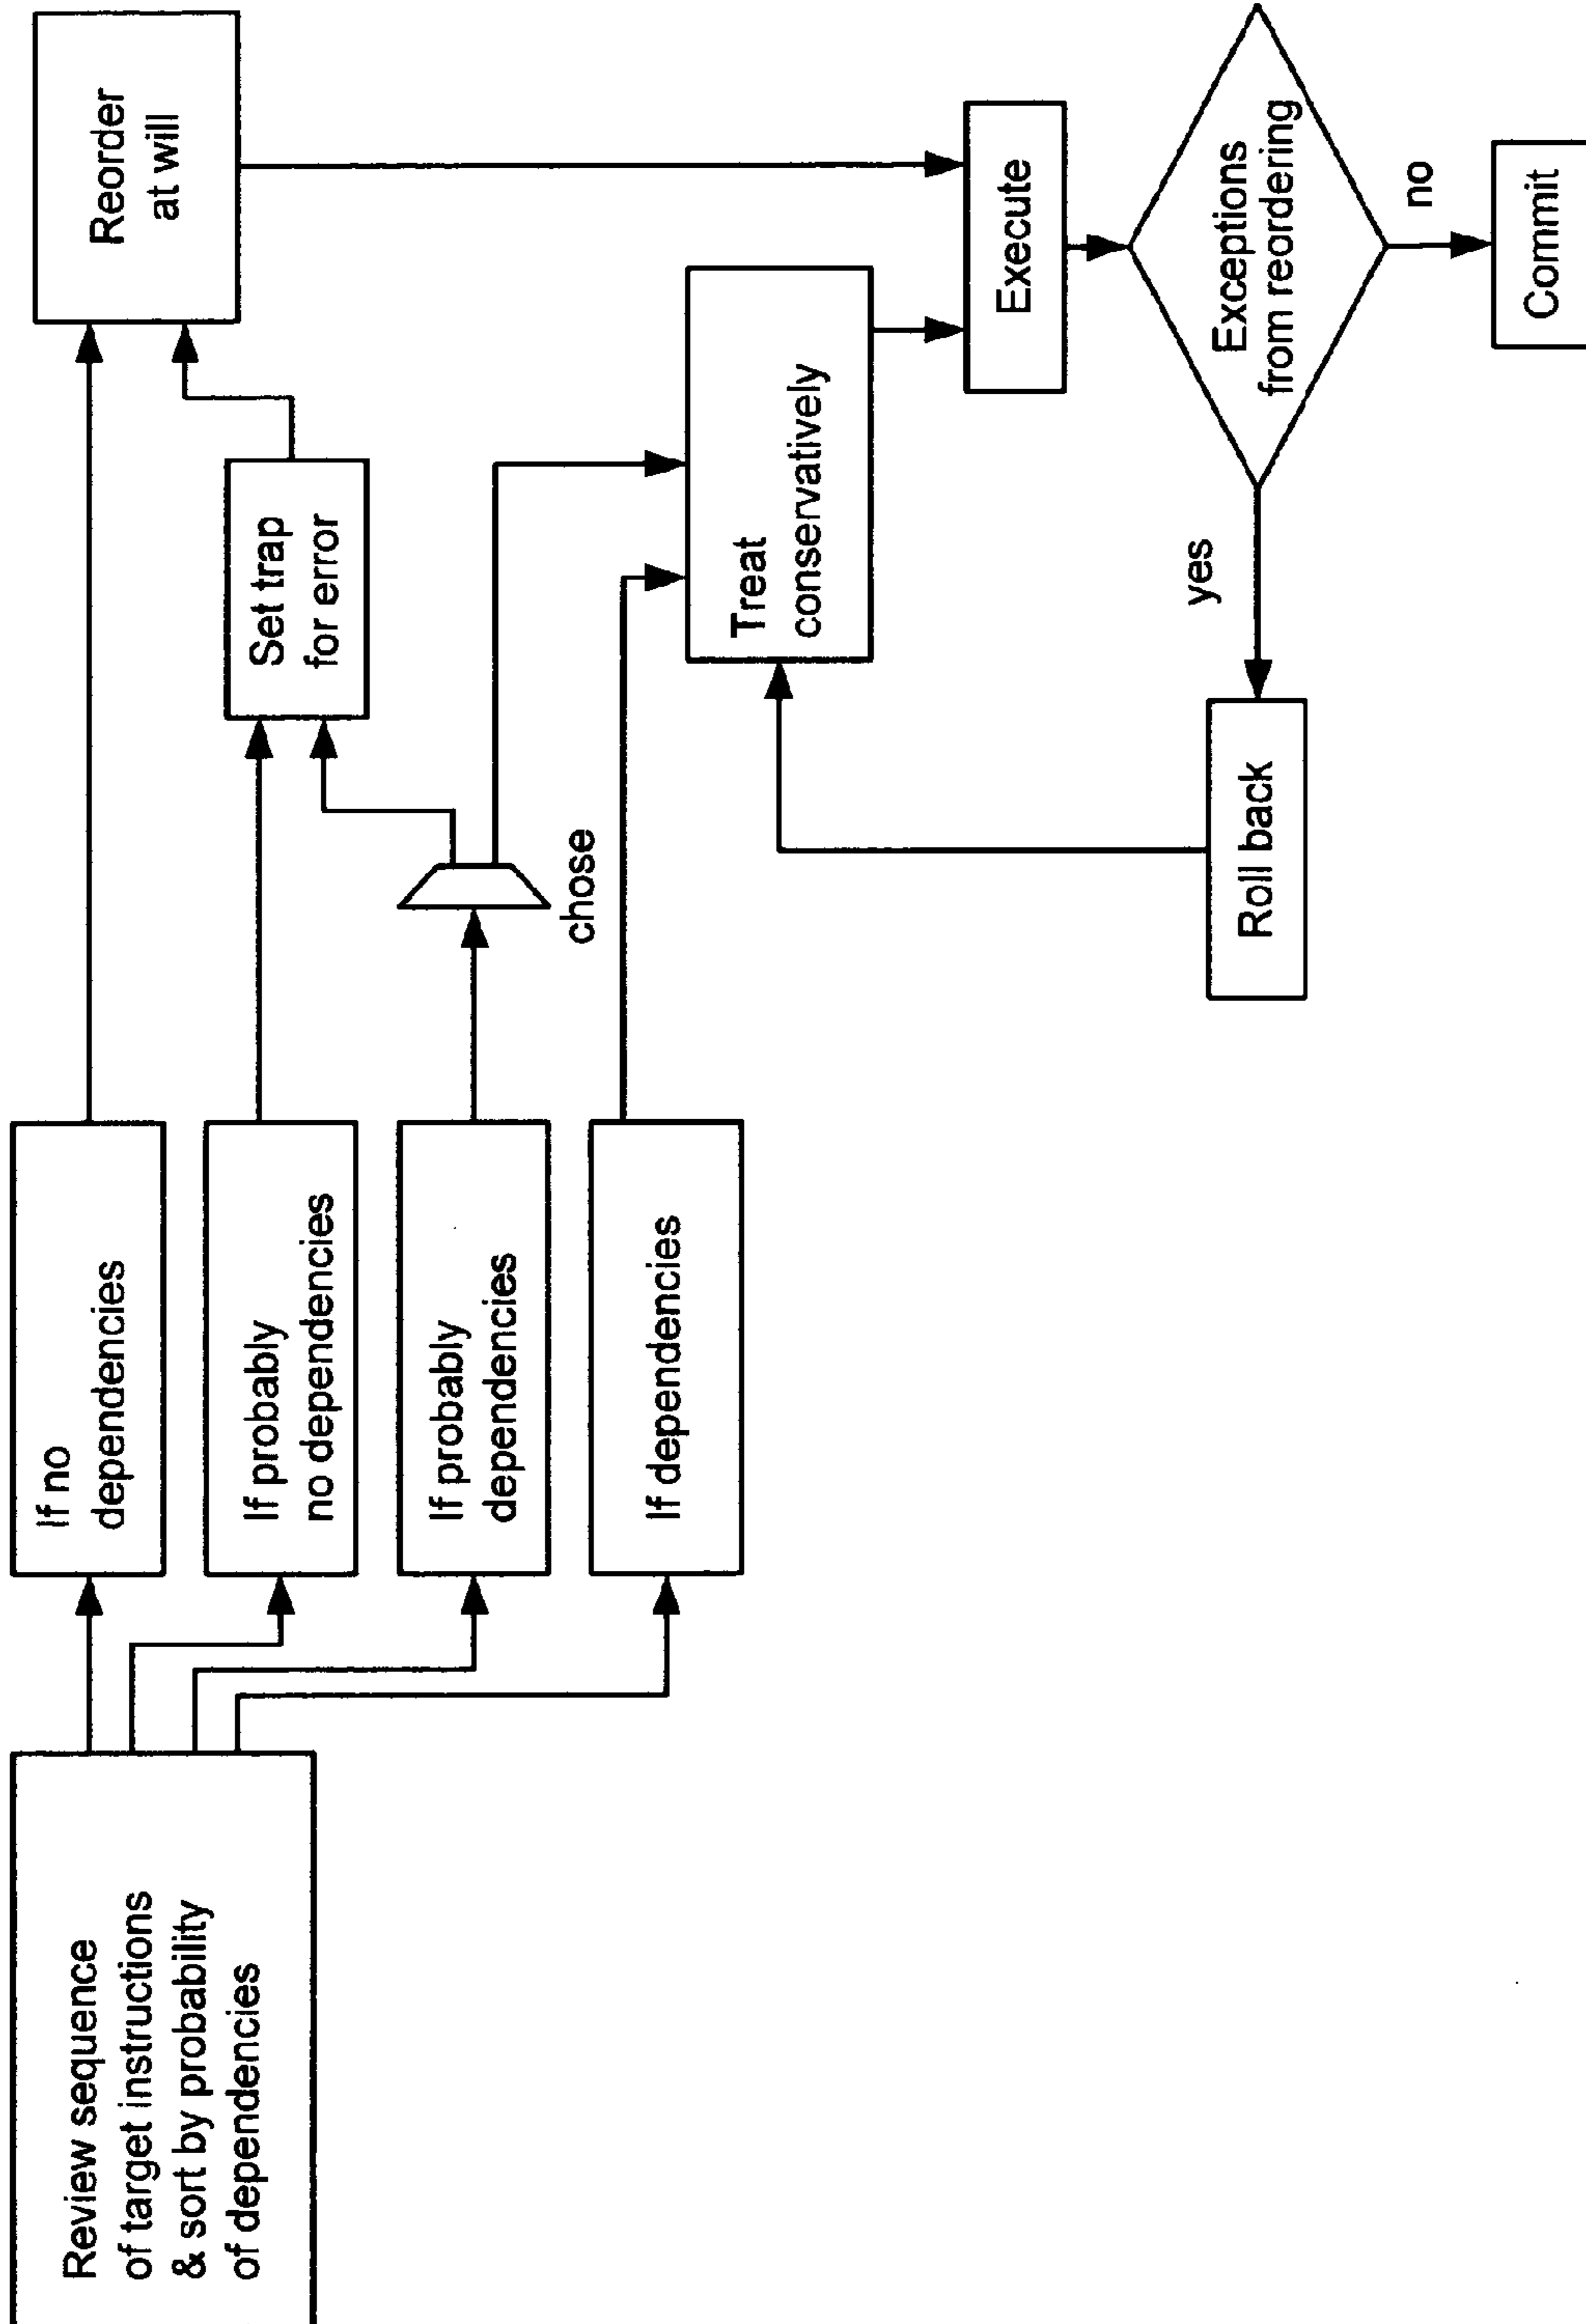 Review sequence
of target instructions
& sort by probability
of dependencies
If no
dependencies
If probably
no dependencies
If probably
dependencies
If dependencies
chose
Set trap
for error
Reorder
at will
Treat
conservatively
Execute
Exceptions
from reordering
yes
no
Roll back
Commit